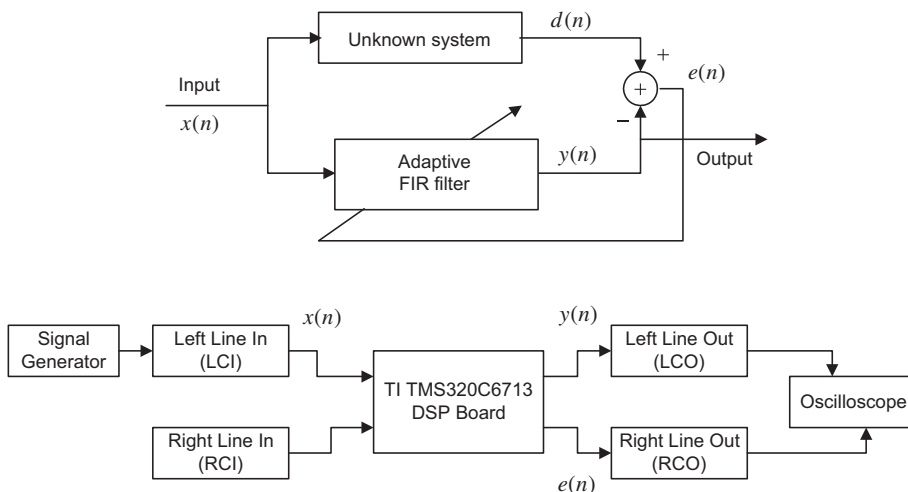 Unknown system
d(n)
+
e(n)
Input
x(n)
+
−
Adaptive
FIR filter
y(n)
Output
x(n)
y(n)
Signal
Generator
Left Line In
(LCI)
TI TMS320C6713
DSP Board
Left Line Out
(LCO)
Oscilloscope
Right Line In
(RCI)
Right Line Out
(RCO)
e(n)